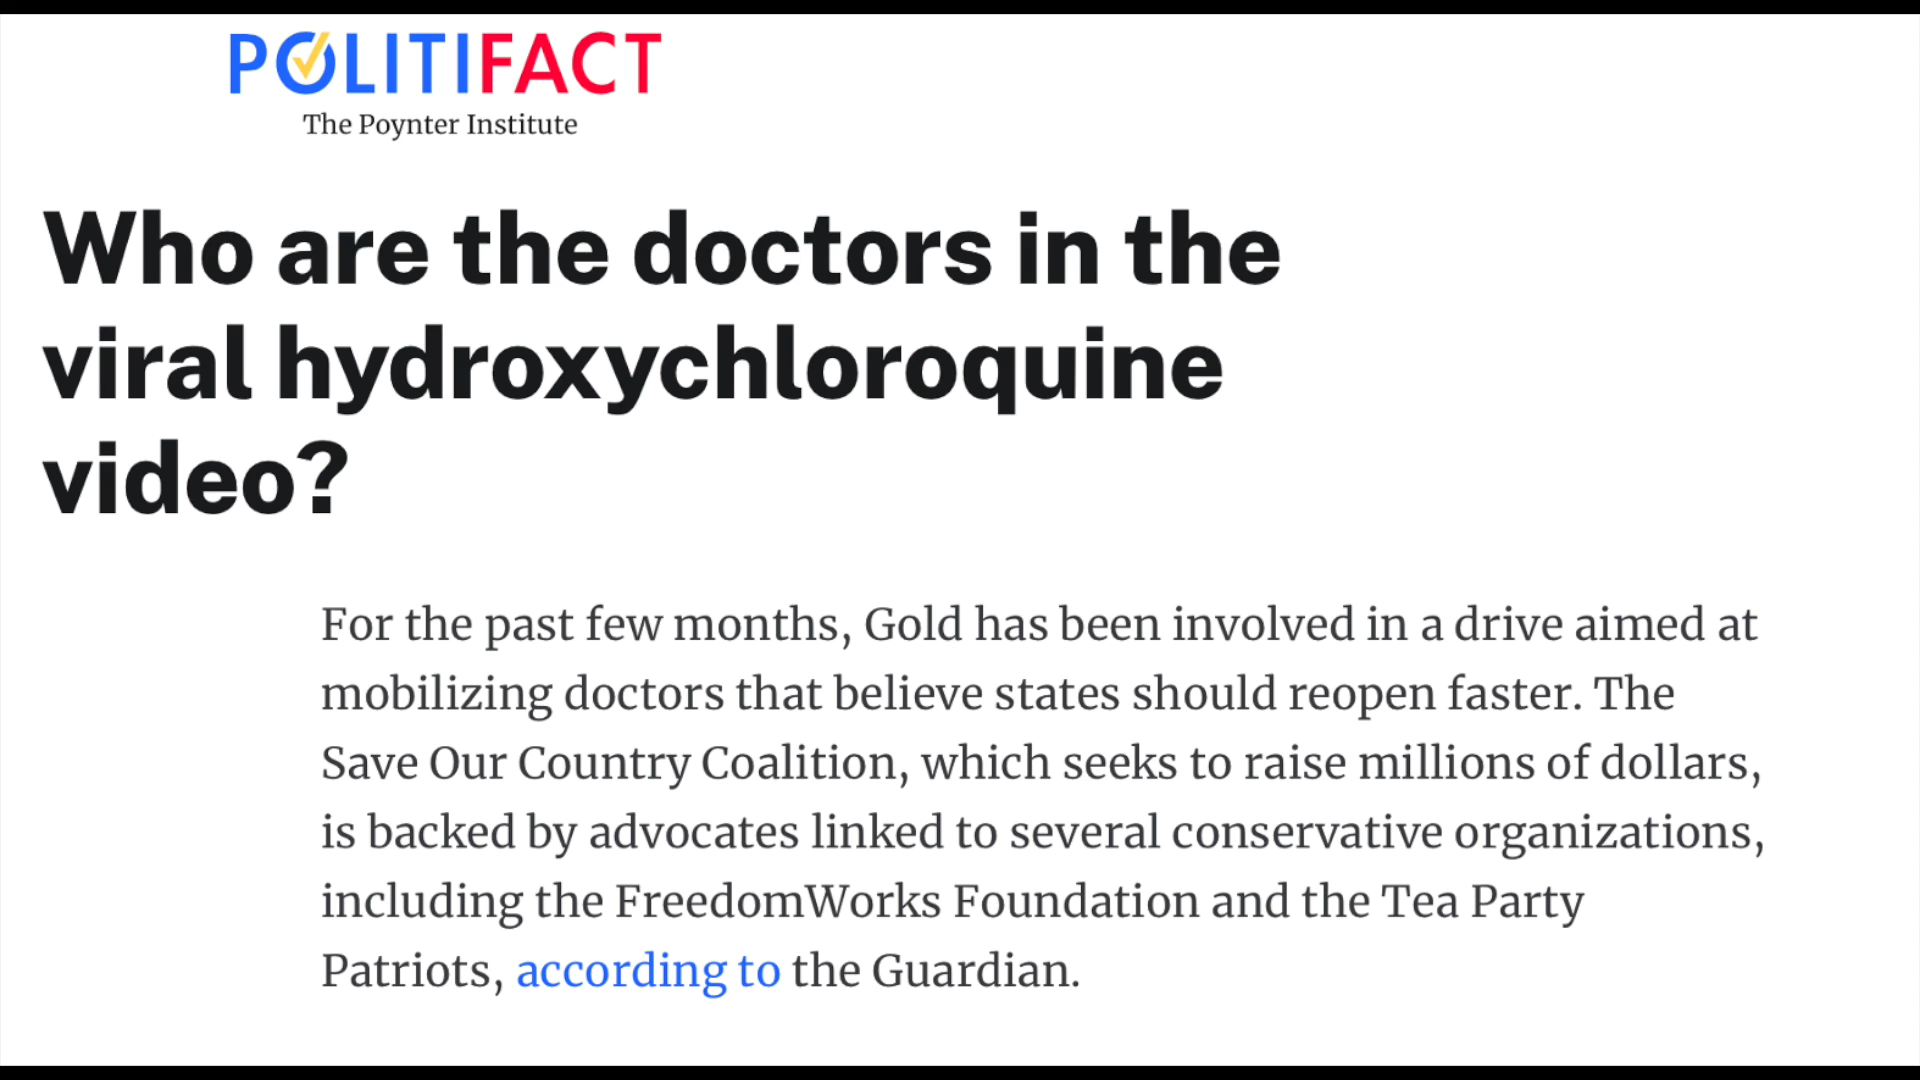 POLITIFACT
The Poynter Institute
Who are the doctors in the
viral hydroxychloroquine
video?
For the past few months, Gold has been involved in a drive aimed at
mobilizing doctors that believe states should reopen faster. The
Save Our Country Coalition, which seeks to raise millions of dollars,
is backed by advocates linked to several conservative organizations,
including the FreedomWorks Foundation and the Tea Party
Patriots, according to the Guardian.